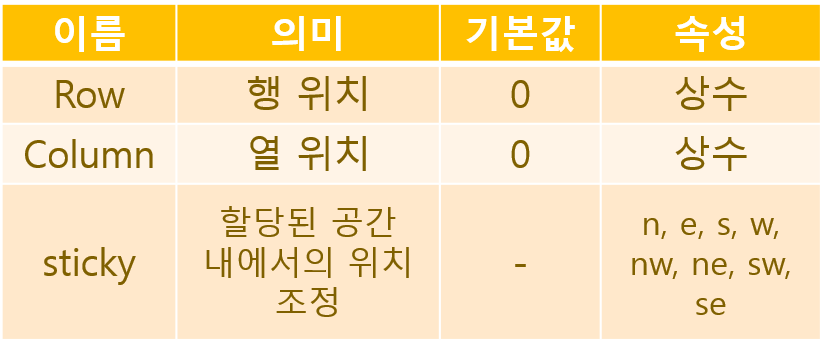 이름 의미 기본값 속성
Row 행 위치 0 상수
Column 열 위치 0 상수
sticky 할당된 공간 내에서의 위치 조정 - n, e, s, w, nw, ne, sw, se